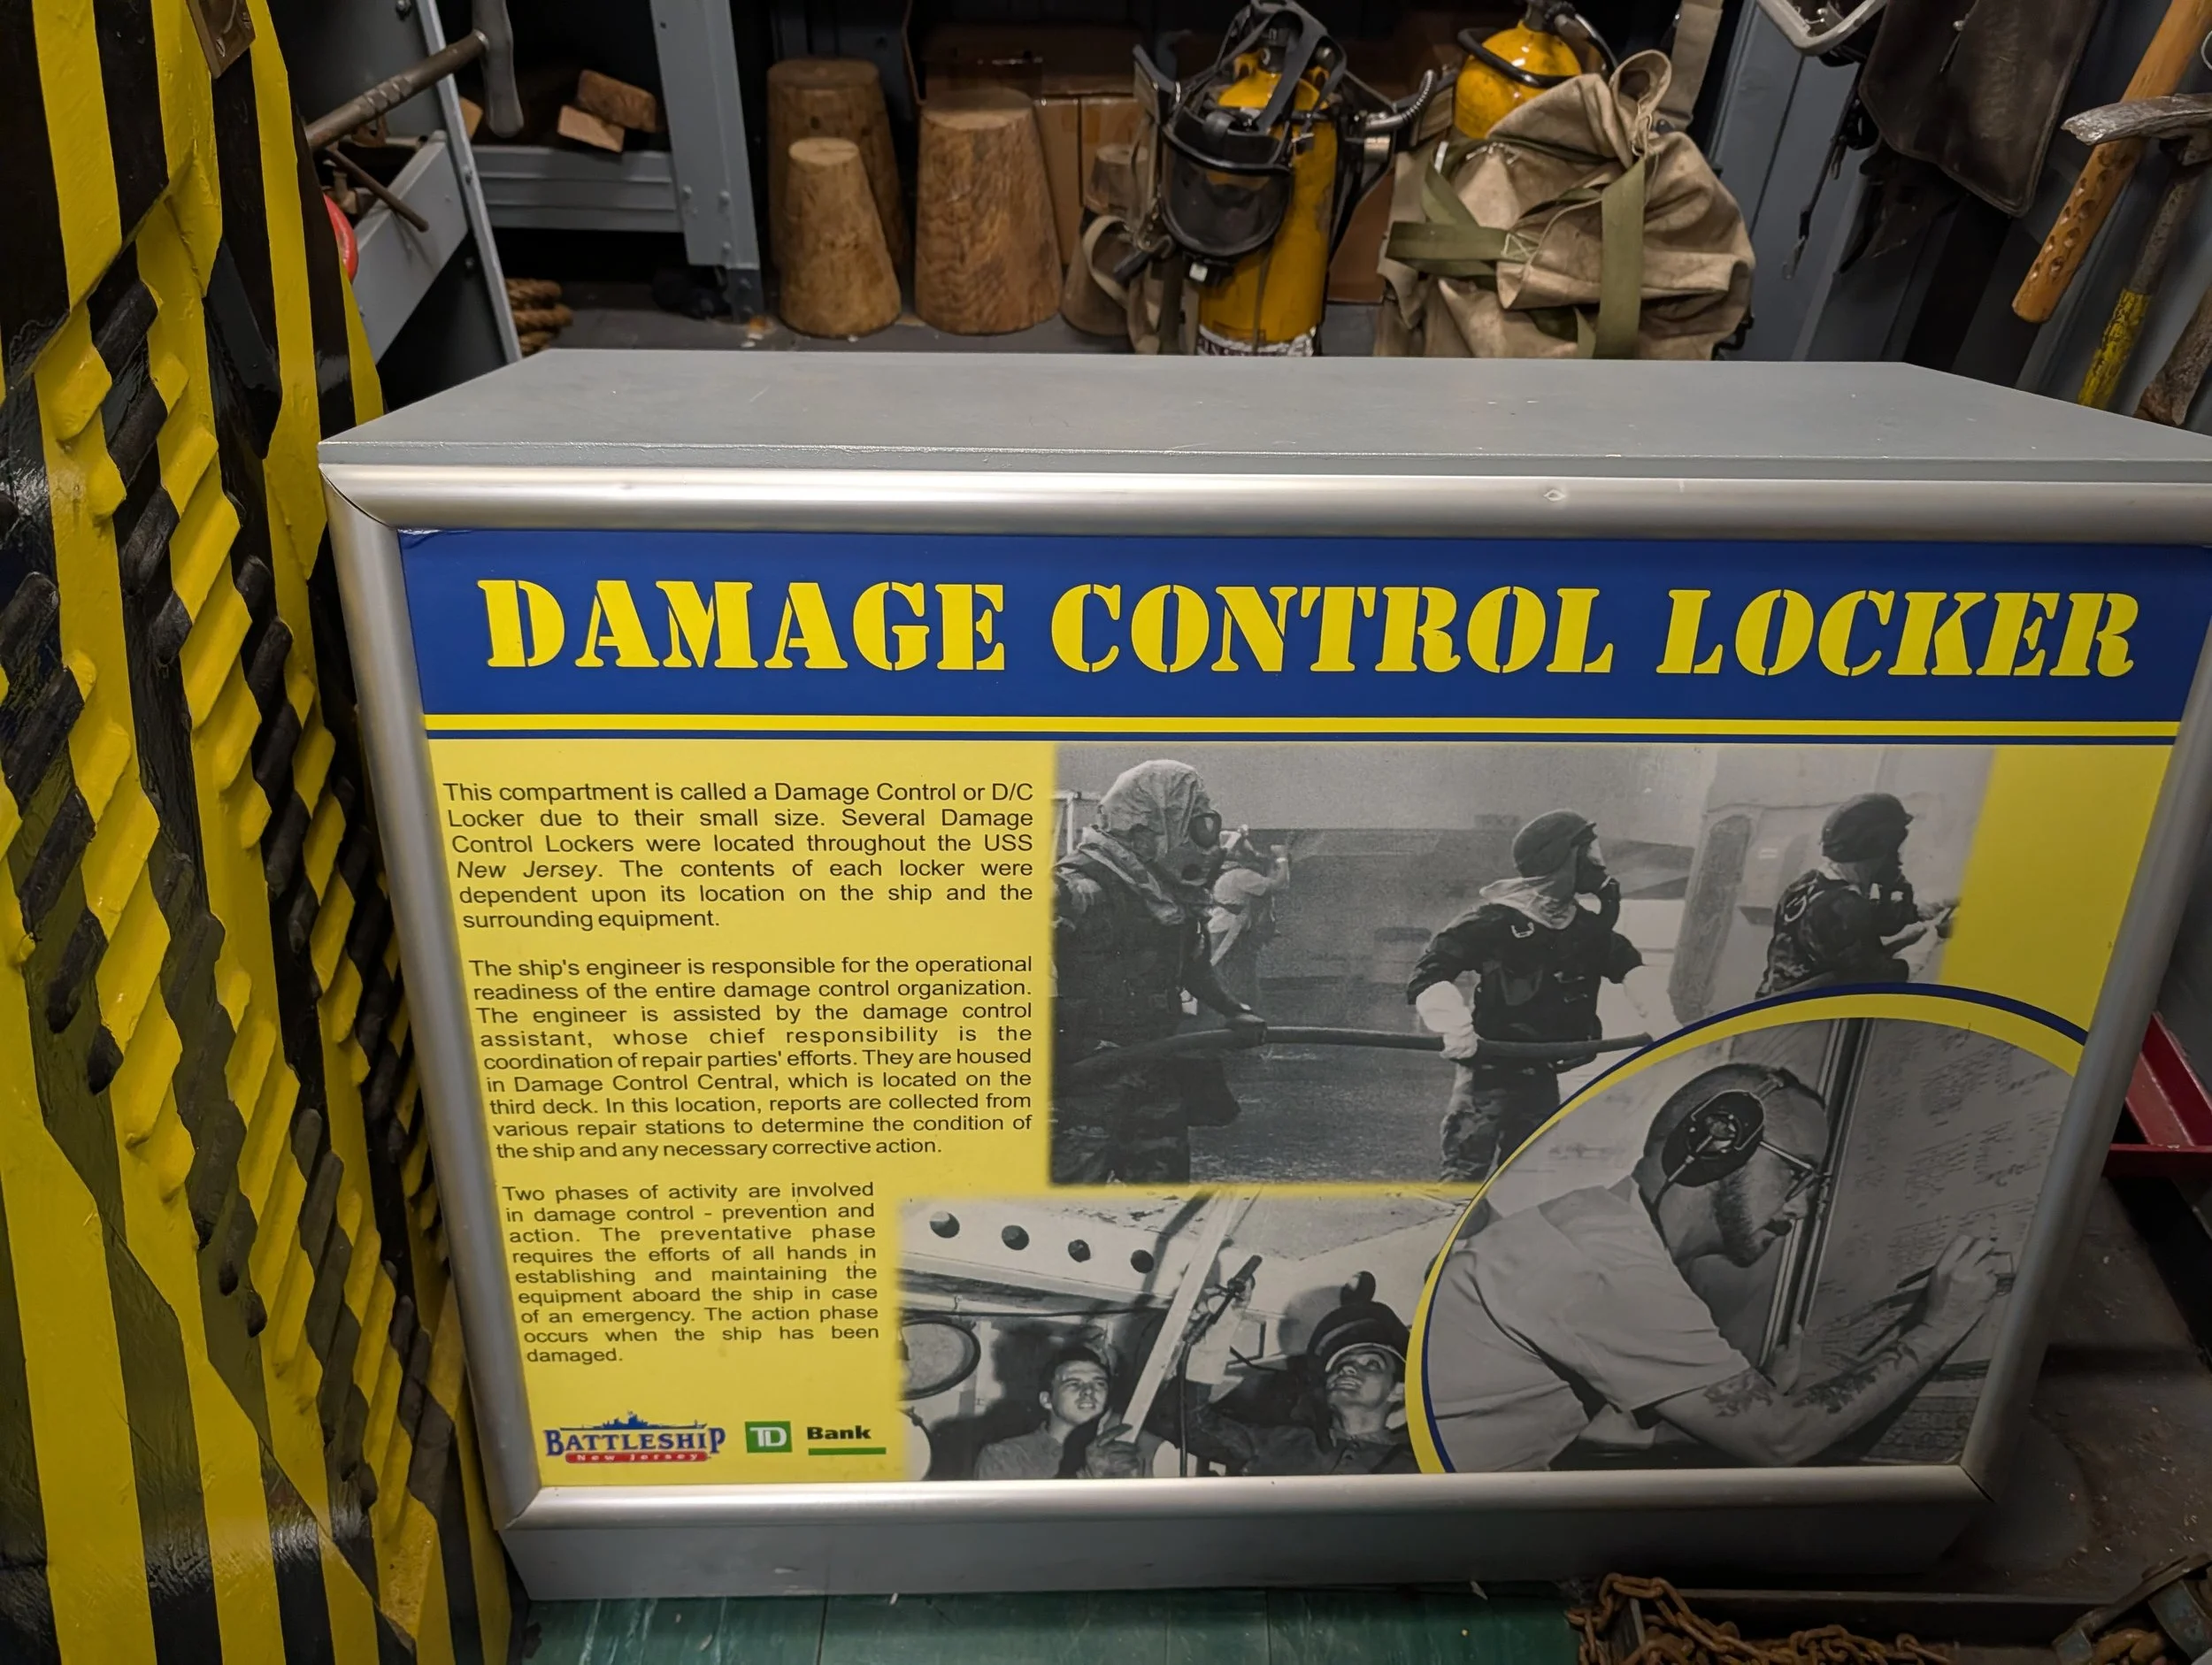 DAMAGE CONTROL LOCKER
This compartment is called a Damage Control or D/C
Locker due to their small size. Several Damage
Control Lockers were located throughout the USS
New Jersey. The contents of each locker were
dependent upon its location on the ship and the
surrounding equipment.
The ship's engineer is responsible for the operational
readiness of the entire damage control organization.
The engineer is assisted by the damage control
assistant, whose chief responsibility is the
coordination of repair parties' efforts. They are housed
in Damage Control Central, which is located on the
third deck. In this location, reports are collected from
various repair stations to determine the condition of
the ship and any necessary corrective action.
Two phases of activity are involved
in damage control - prevention and
action. The preventative phase
requires the efforts of all hands in
establishing and maintaining the
equipment aboard the ship in case
of an emergency. The action phase
occurs when the ship has been
damaged.
BATTLESHIP
New Jersey
TD Bank